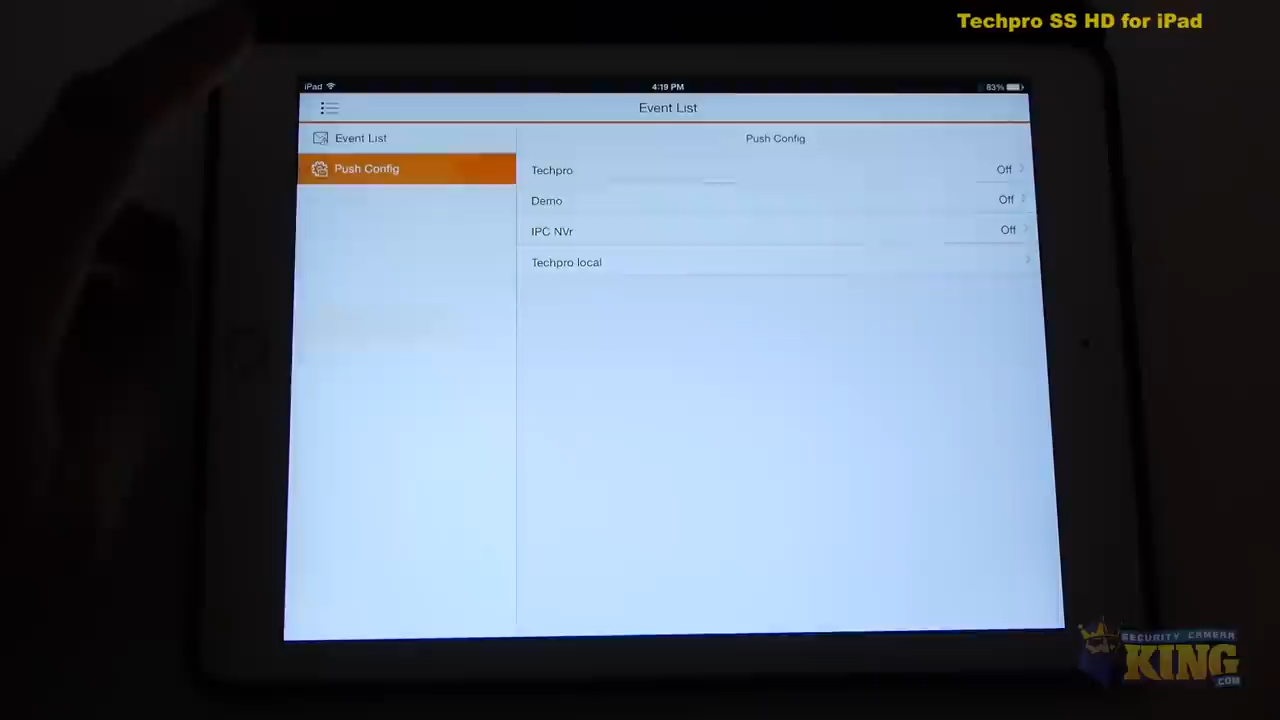 Techpro SS HD for iPad
iPad 4:19 PM 83%
Event List
Event List
Push Config
Push Config
Techpro Off
Demo Off
IPC NVr Off
Techpro local
SECURITY CAMERA
KING
.COM